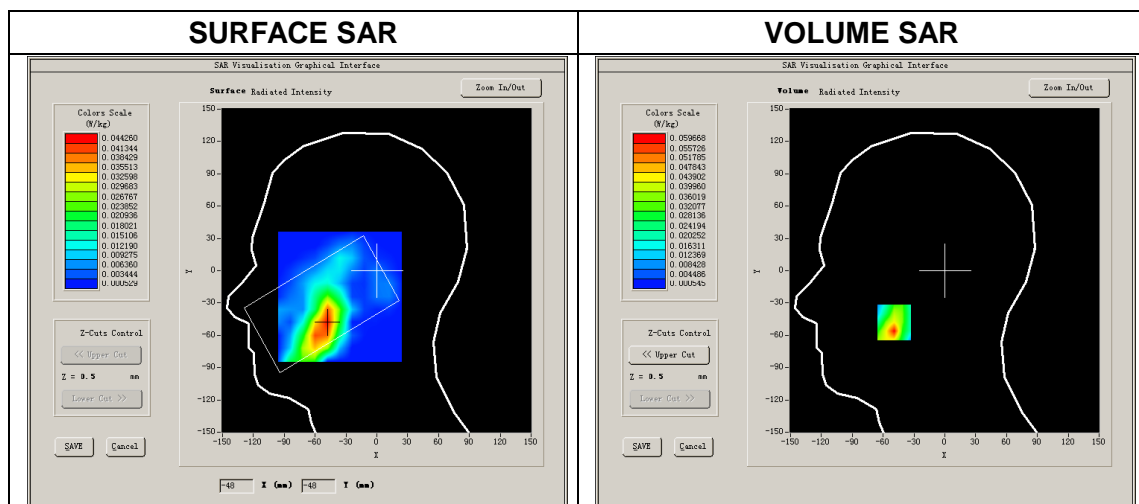 SURFACE SAR
VOLUME SAR
SAR Visualisation Graphical Interface
Surface Radiated Intensity
Zoom In/Out
Colors Scale
(W/kg)
0.044260
0.041344
0.038429
0.035513
0.032598
0.029683
0.026767
0.023852
0.020936
0.018021
0.015106
0.012190
0.009275
0.006360
0.003444
0.000529
Z-Cuts Control
<< Upper Cut
Z = 0.5 mm
Lower Cut >>
SAVE
Cancel
150
120
90
60
30
0
-30
-60
-90
-120
-150
Y
-150 -120 -90 -60 -30 0 30 60 90 120 150
X
-48 X (mm) -48 Y (mm)
SAR Visualisation Graphical Interface
Volume Radiated Intensity
Zoom In/Out
Colors Scale
(W/kg)
0.059668
0.055726
0.051785
0.047843
0.043902
0.039960
0.036019
0.032077
0.028136
0.024194
0.020252
0.016311
0.012369
0.008428
0.004486
0.000545
Z-Cuts Control
<< Upper Cut
Z = 0.5 mm
Lower Cut >>
SAVE
Cancel
150
120
90
60
30
0
-30
-60
-90
-120
-150
Y
-150 -120 -90 -60 -30 0 30 60 90 120 150
X